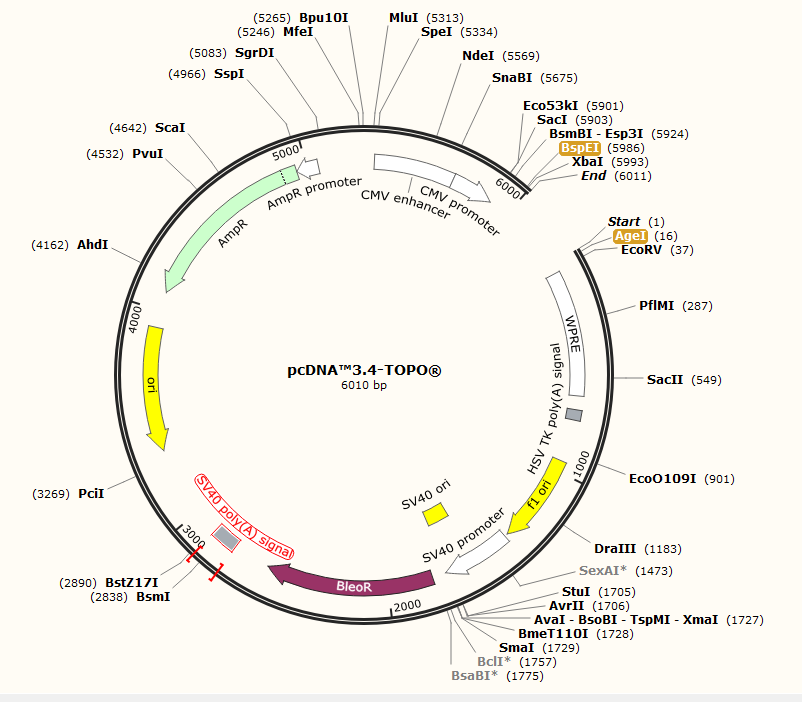 (5265) Bpu10I
(5246) MfeI
(5083) SgrDI
(4966) SspI
(4642) ScaI
(4532) PvuI
(4162) AhdI
(3269) PciI
(2890) BstZ17I
(2838) BsmI
MluI (5313)
SpeI (5334)
NdeI (5569)
SnaBI (5675)
Eco53kI (5901)
SacI (5903)
BsmBI - Esp3I (5924)
BspEI (5986)
XbaI (5993)
End (6011)
Start (1)
AgeI (16)
EcoRV (37)
PflMI (287)
SacII (549)
EcoO109I (901)
DraIII (1183)
SexAI* (1473)
StuI (1705)
AvrII (1706)
AvaI - BsoBI - TspMI - XmaI (1727)
BmeT110I (1728)
SmaI (1729)
BclI* (1757)
BsaBI* (1775)
5000
6000
1000
2000
3000
4000
AmpR promoter
AmpR
CMV enhancer
CMV promoter
WPRE
HSV TK poly(A) signal
f1 ori
SV40 ori
SV40 promoter
BleoR
SV40 poly(A) signal
ori
pcDNA™3.4-TOPO®
6010 bp